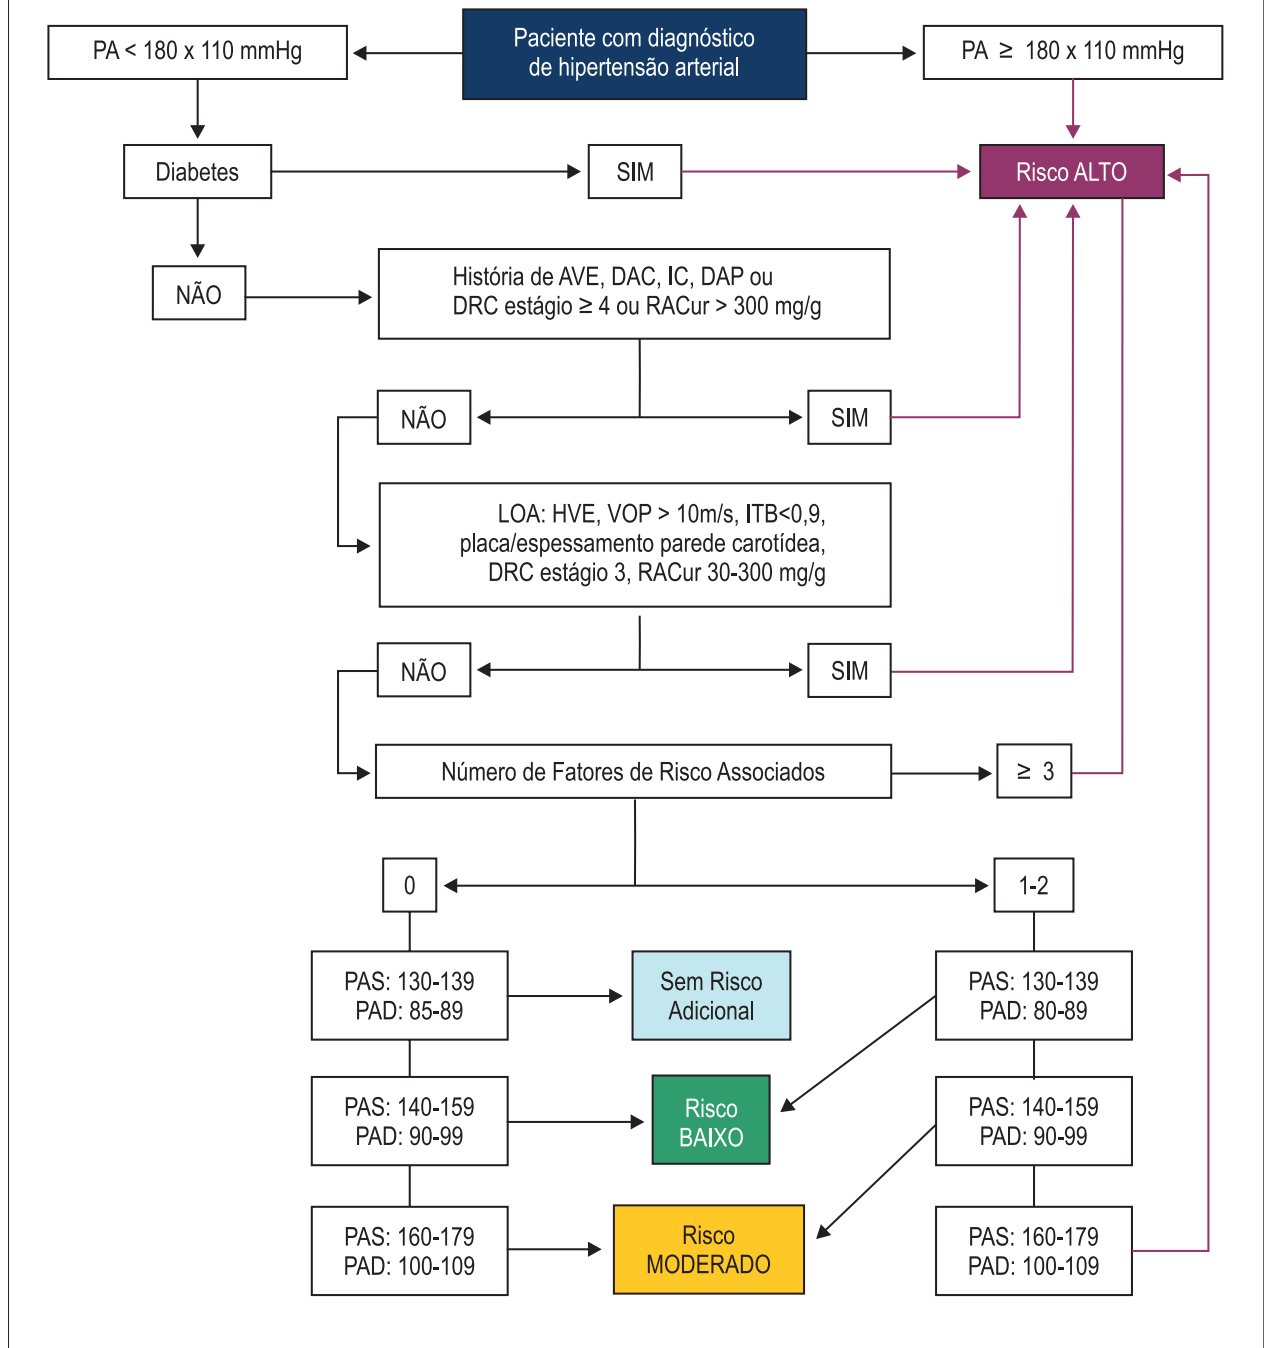 Paciente com diagnóstico
de hipertensão arterial
PA < 180 x 110 mmHg
PA ≥ 180 x 110 mmHg
Diabetes
SIM
Risco ALTO
NÃO
História de AVE, DAC, IC, DAP ou
DRC estágio ≥ 4 ou RACur > 300 mg/g
NÃO
SIM
LOA: HVE, VOP > 10m/s, ITB<0,9,
placa/espessamento parede carotídea,
DRC estágio 3, RACur 30-300 mg/g
NÃO
SIM
Número de Fatores de Risco Associados
≥ 3
0
1-2
PAS: 130-139
PAD: 85-89
Sem Risco
Adicional
PAS: 130-139
PAD: 80-89
PAS: 140-159
PAD: 90-99
Risco
BAIXO
PAS: 140-159
PAD: 90-99
PAS: 160-179
PAD: 100-109
Risco
MODERADO
PAS: 160-179
PAD: 100-109